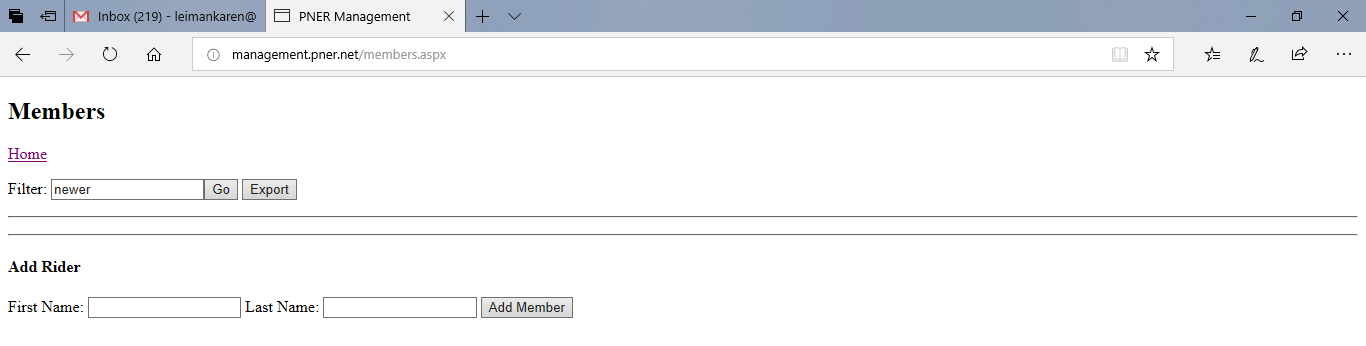 Inbox (219) - leimankaren@ PNER Management
management.pner.net/members.aspx
Members
Home
Filter: newer Go Export
Add Rider
First Name: Last Name: Add Member